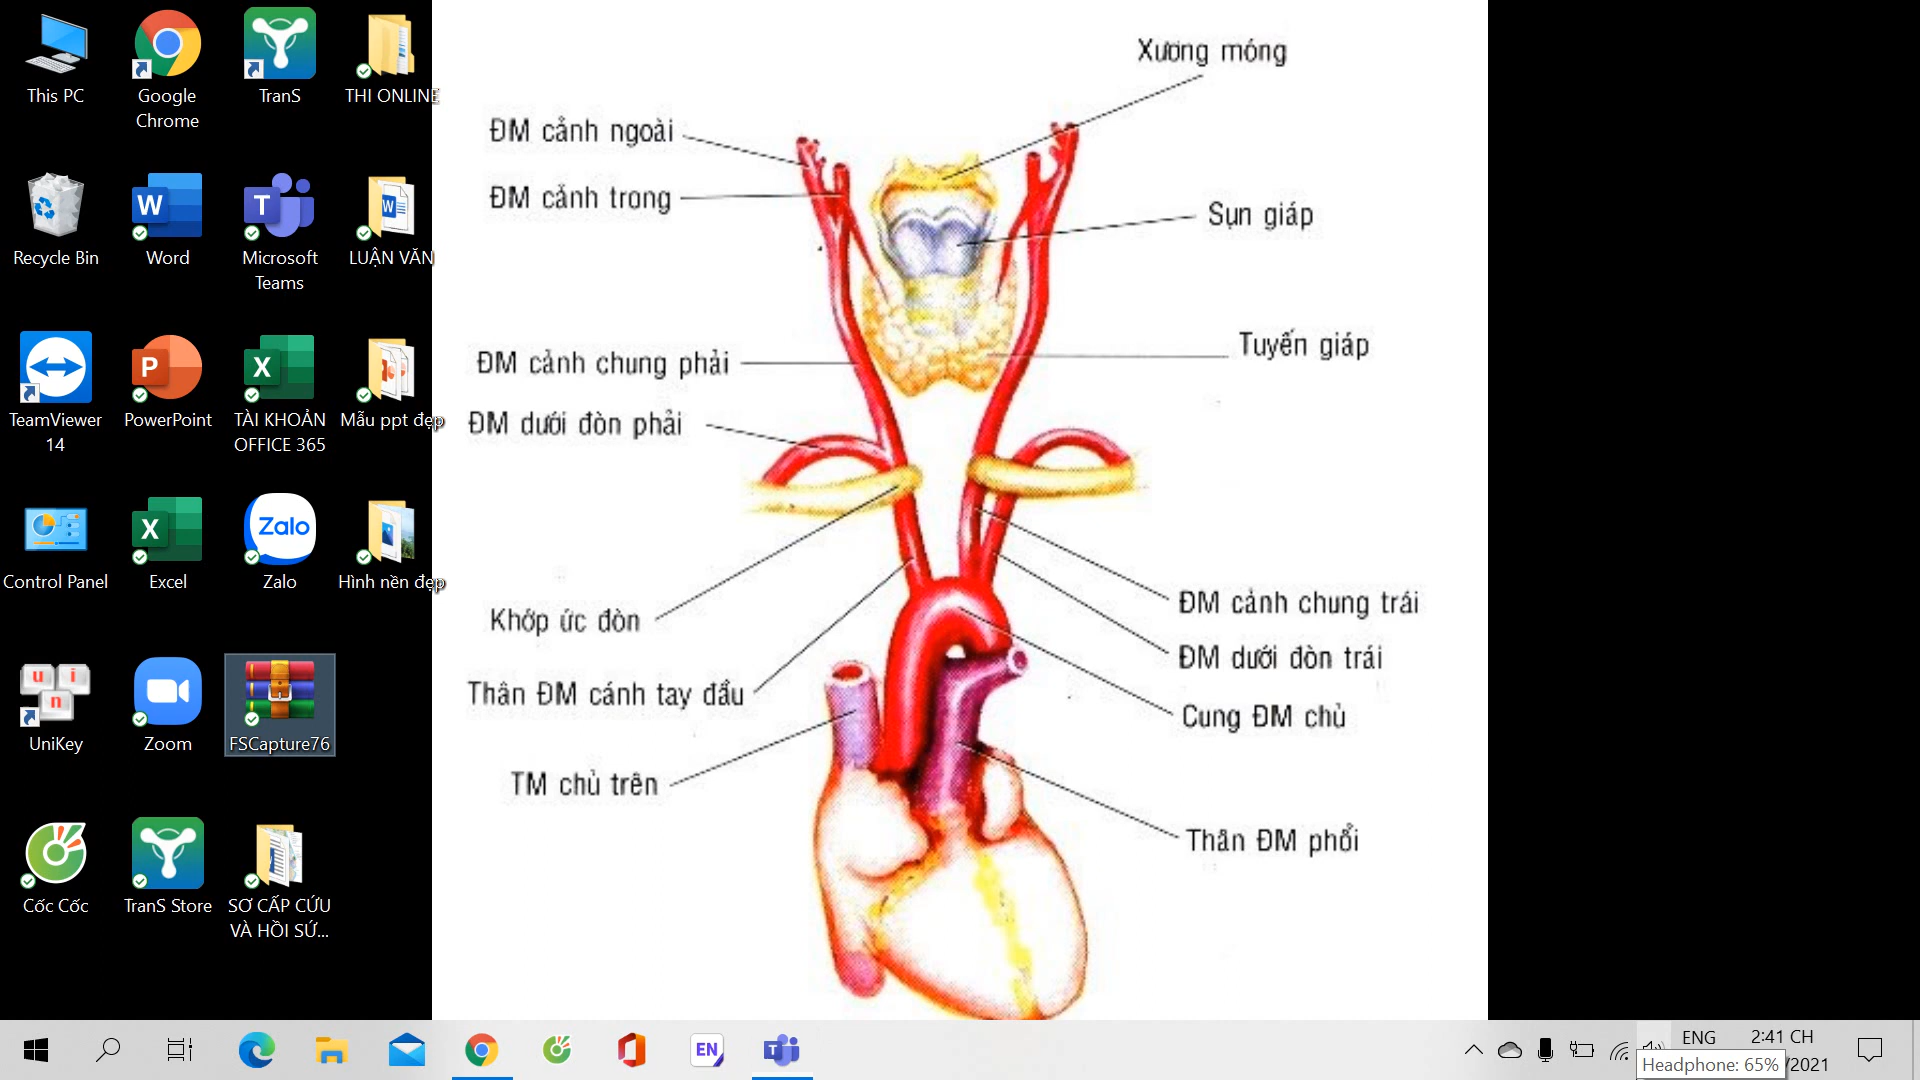 This PC
Google
Chrome
TranS
THI ONLINE
Recycle Bin
Word
Microsoft
Teams
LUẬN VĂN
TeamViewer
14
PowerPoint
TÀI KHOẢN
OFFICE 365
Mẫu ppt đẹp
Control Panel
Excel
Zalo
Zalo
Hình nền đẹp
UniKey
Zoom
FSCapture76
Cốc Cốc
TranS Store
SƠ CẤP CỨU
VÀ HỒI SỨ...
Xương móng
ĐM cảnh ngoài
ĐM cảnh trong
Sụn giáp
Tuyến giáp
ĐM cảnh chung phải
ĐM dưới đòn phải
Khớp ức đòn
ĐM cảnh chung trái
ĐM dưới đòn trái
Thân ĐM cánh tay đầu
Cung ĐM chủ
TM chủ trên
Thân ĐM phổi
EN
ENG
2:41 CH
/2021
Headphone: 65%